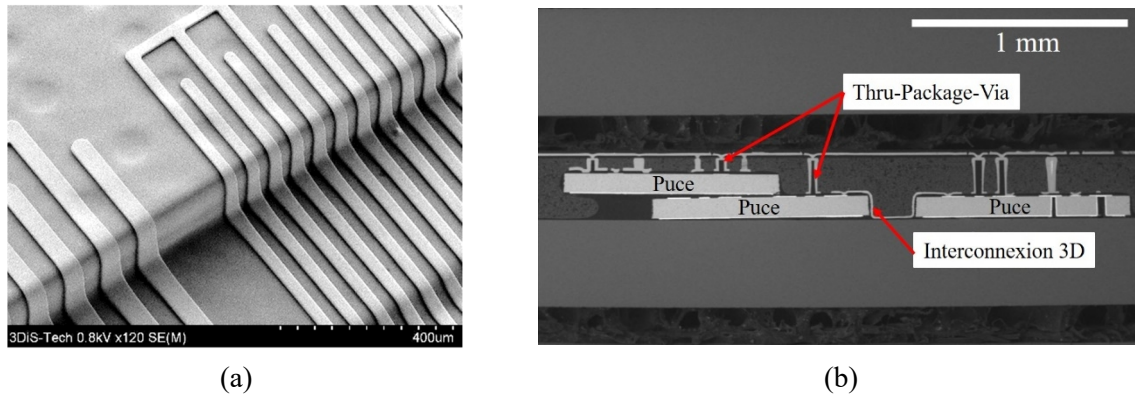 1 mm
Thru-Package-Via
Puce
Puce
Puce
Interconnexion 3D
3DiS-Tech 0.8kV x120 SE(M)
400um
(a)
(b)